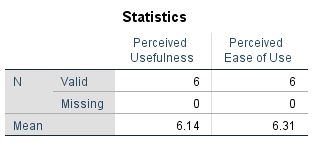 Statistics
Perceived Usefulness Perceived Ease of Use
N Valid 6 6
Missing 0 0
Mean 6.14 6.31